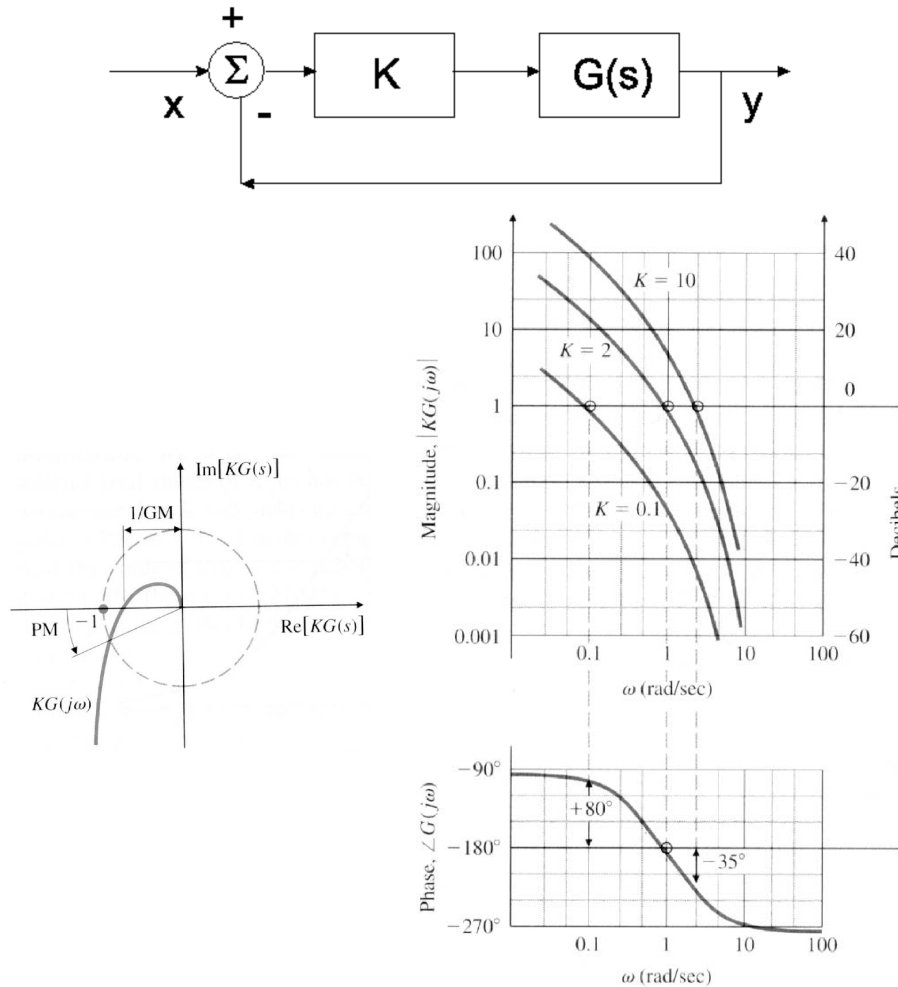 +
Σ
K
G(s)
x
-
y
100
10
1
0.1
0.01
0.001
Magnitude, |KG(jω)|
K = 10
K = 2
K = 0.1
40
20
0
−20
−40
−60
Decibels
0.1
1
10
100
ω (rad/sec)
Im[KG(s)]
1/GM
−1
PM
Re[KG(s)]
KG(jω)
−90°
−180°
−270°
Phase, ∠G(jω)
+80°
−35°
0.1
1
10
100
ω (rad/sec)